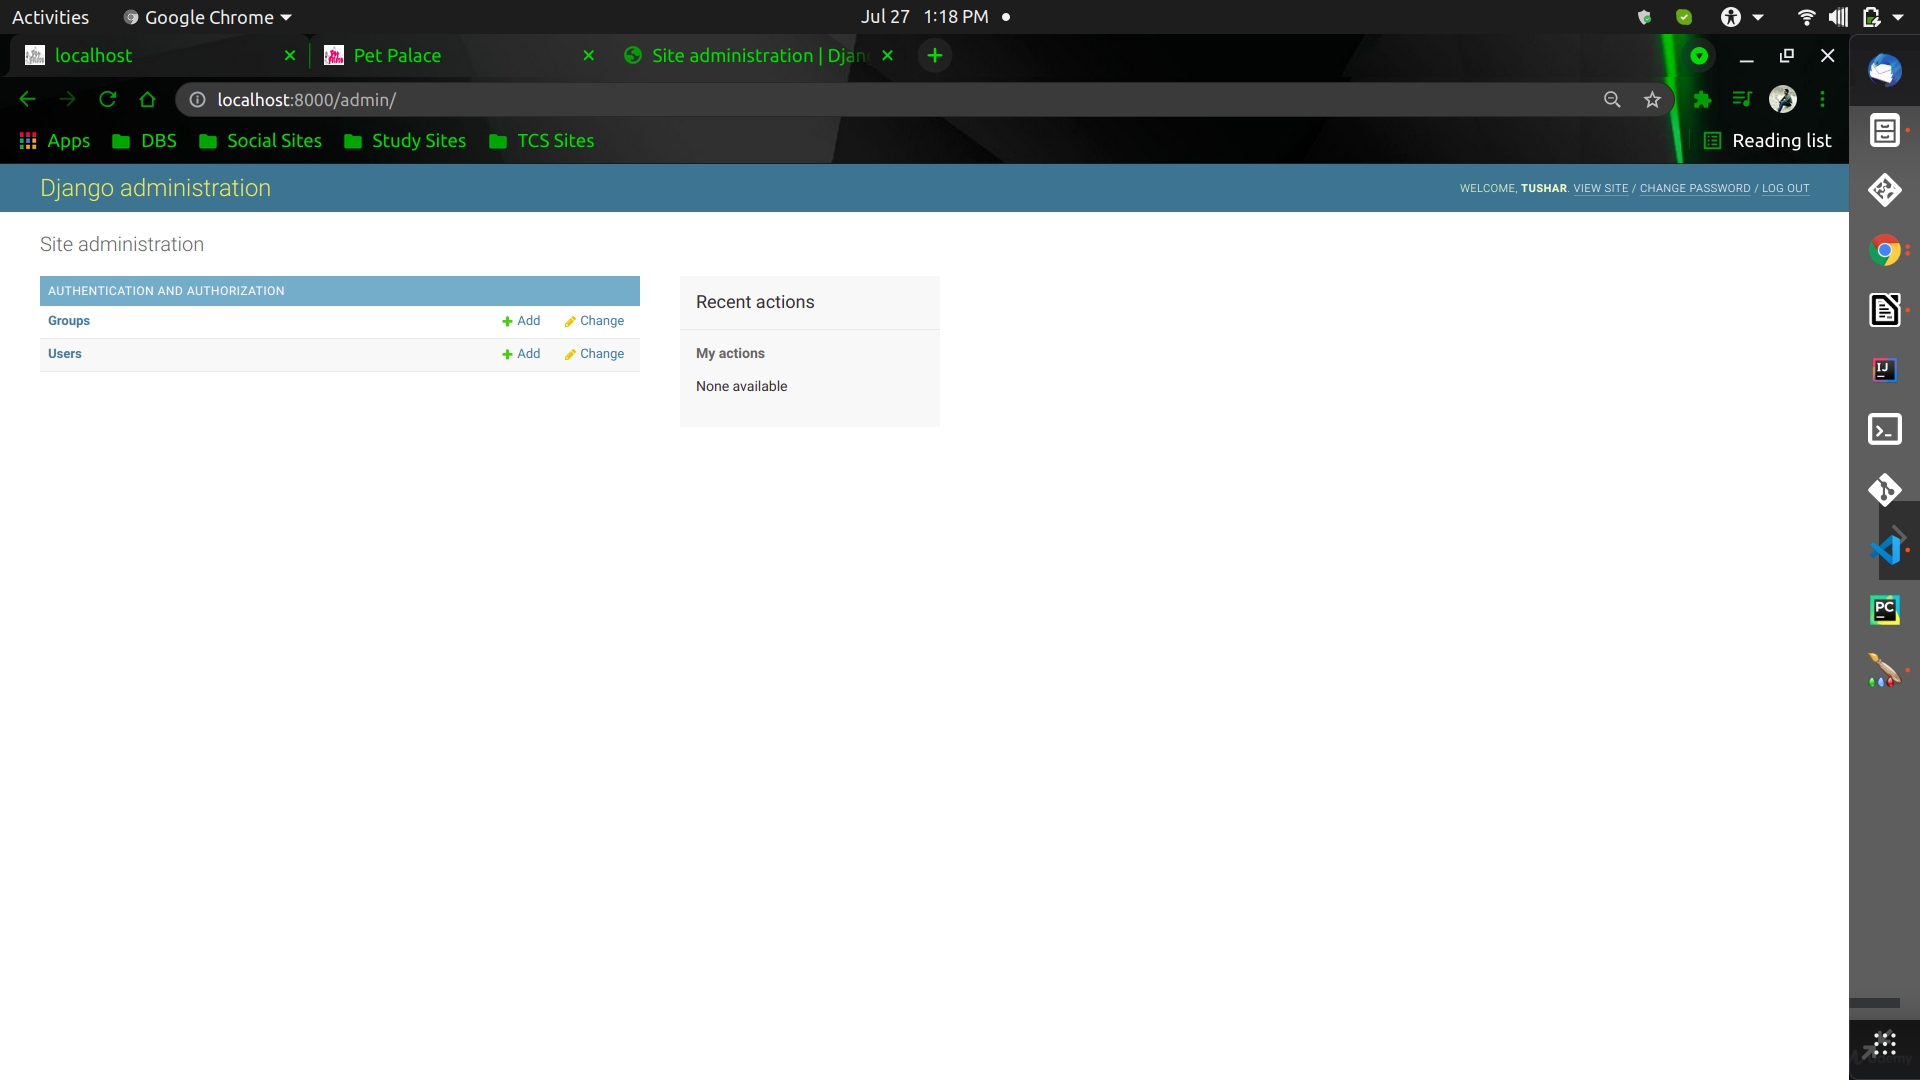 Activities Google Chrome Jul 27 1:18 PM
localhost Pet Palace Site administration | Djan
localhost:8000/admin/
Apps DBS Social Sites Study Sites TCS Sites Reading list
Django administration WELCOME, TUSHAR. VIEW SITE / CHANGE PASSWORD / LOG OUT
Site administration
AUTHENTICATION AND AUTHORIZATION
Groups Add Change
Users Add Change
Recent actions
My actions
None available
IJ
PC